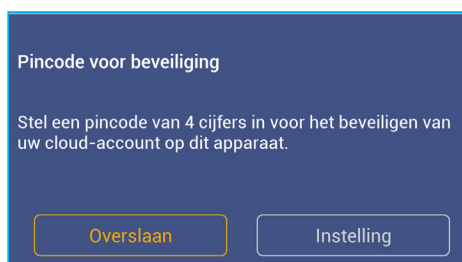 Pincode voor beveiliging
Stel een pincode van 4 cijfers in voor het beveiligen van
uw cloud-account op dit apparaat.
Overslaan
Instelling